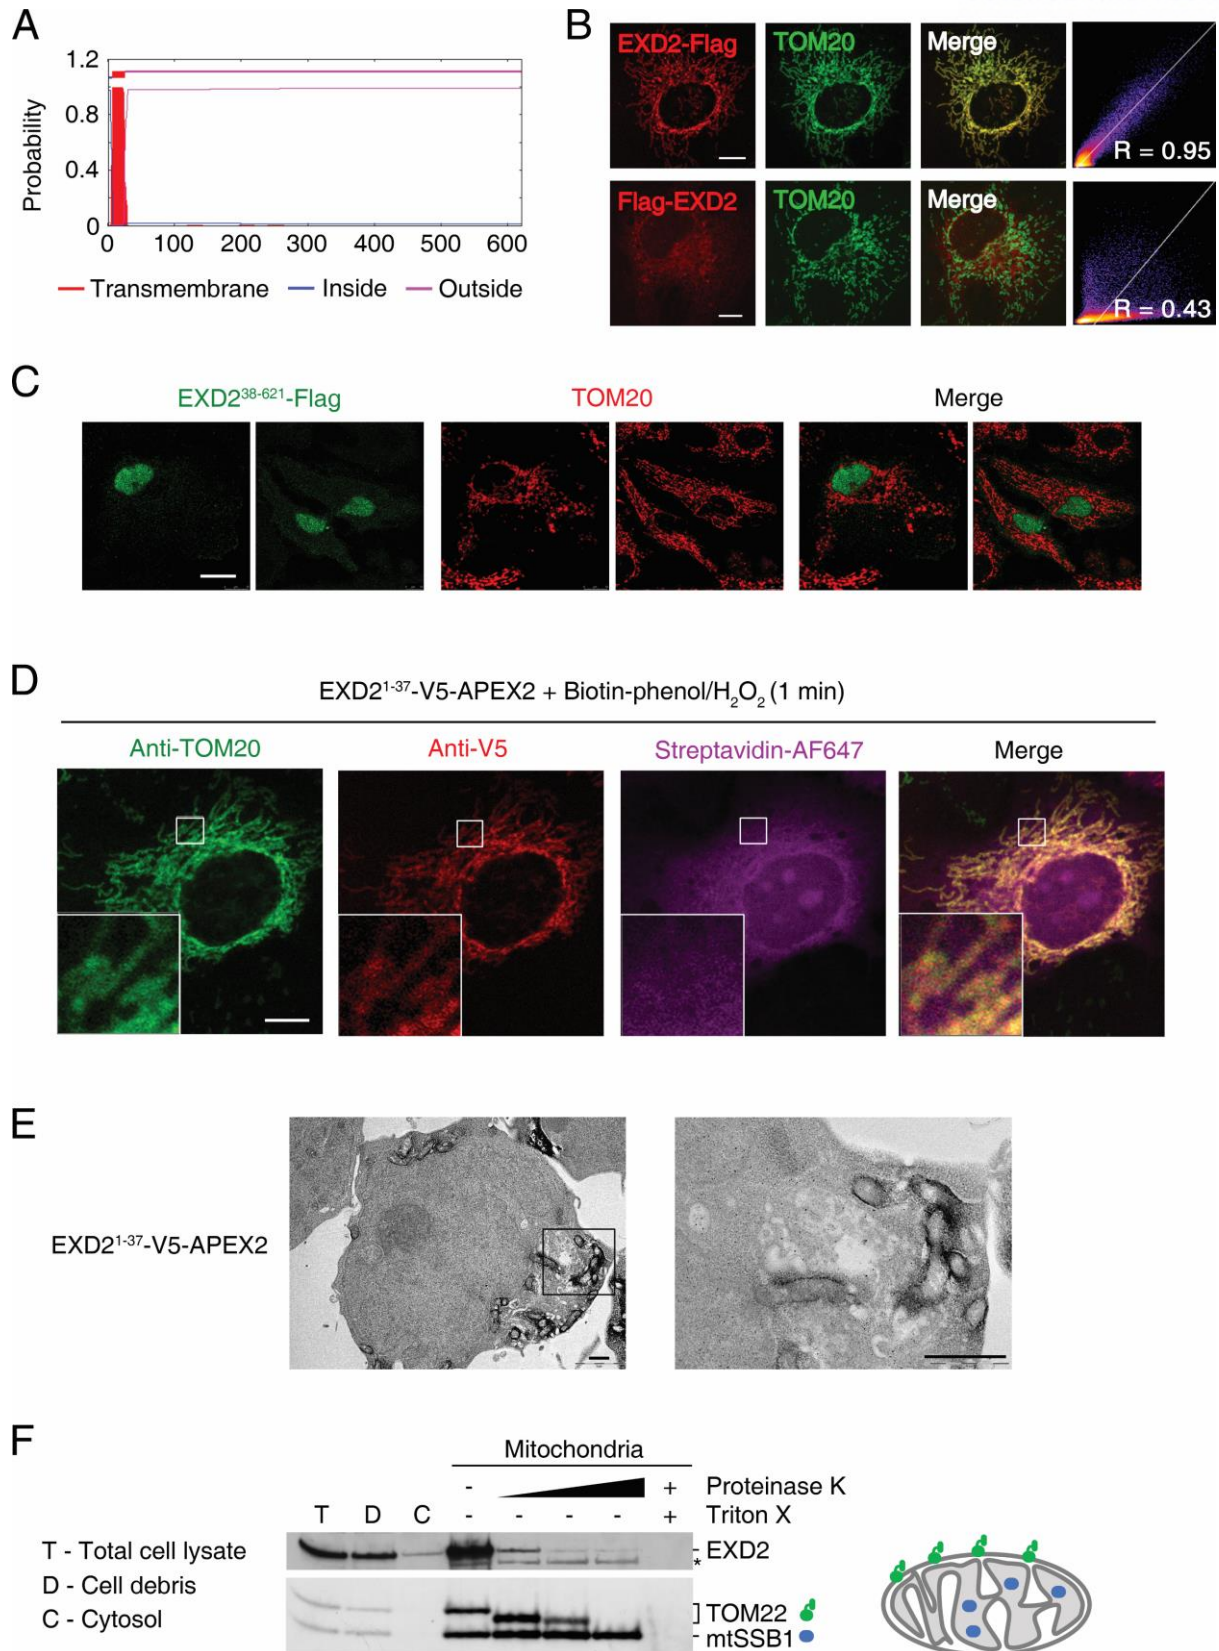 A
1.2
0.8
0.4
0
Probability
0 100 200 300 400 500 600
Transmembrane Inside Outside
B
EXD2-Flag TOM20 Merge
R = 0.95
Flag-EXD2 TOM20 Merge
R = 0.43
C
EXD2³⁸⁻⁶²¹-Flag TOM20 Merge
D
EXD2¹⁻³⁷-V5-APEX2 + Biotin-phenol/H₂O₂ (1 min)
Anti-TOM20 Anti-V5 Streptavidin-AF647 Merge
E
EXD2¹⁻³⁷-V5-APEX2
F
Mitochondria
- + Proteinase K
T D C - - - - + Triton X
T - Total cell lysate
D - Cell debris
C - Cytosol
EXD2
*
TOM22
mtSSB1